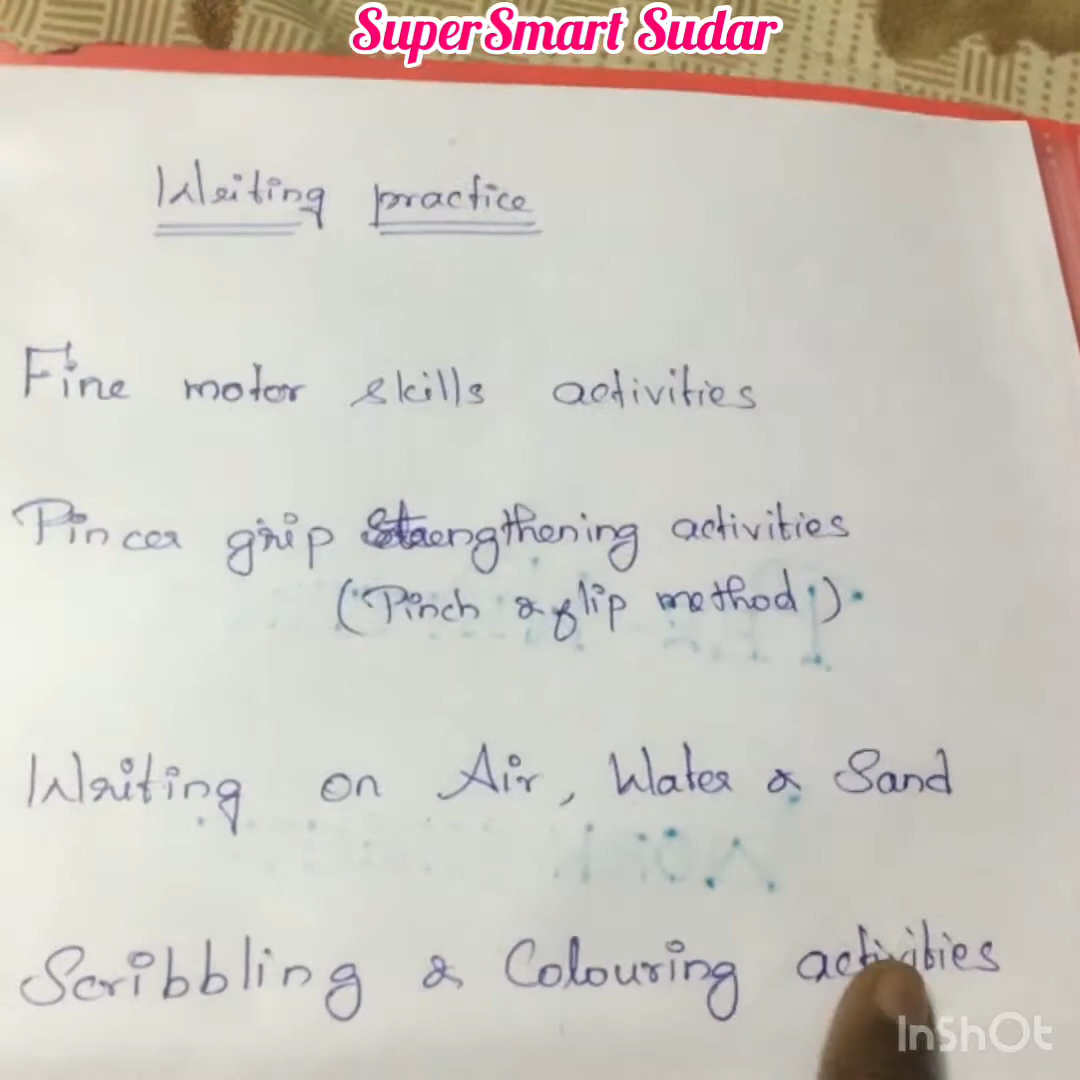 SuperSmart Sudar
Writing practice
Fine motor skills activities
Pincer grip Strengthening activities
(Pinch & flip method)
Writing on Air, Water & Sand
Scribbling & Colouring activities
InShOt